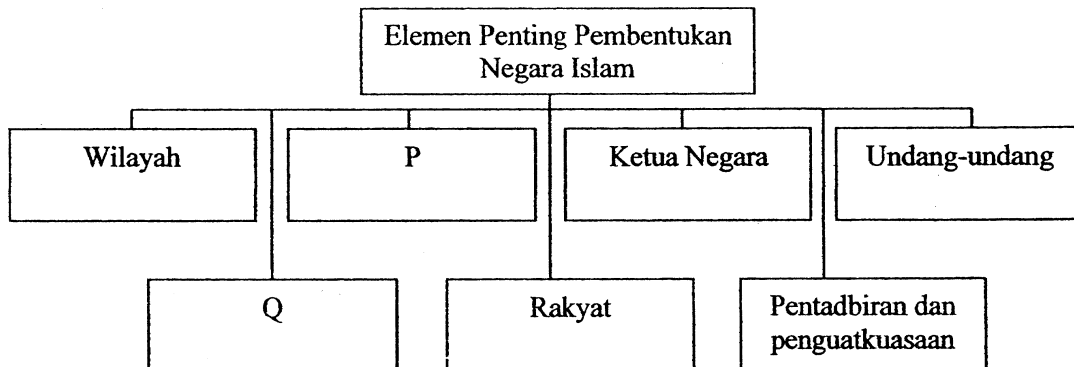 Elemen Penting Pembentukan
Negara Islam
Wilayah
P
Ketua Negara
Undang-undang
Q
Rakyat
Pentadbiran dan
penguatkuasaan